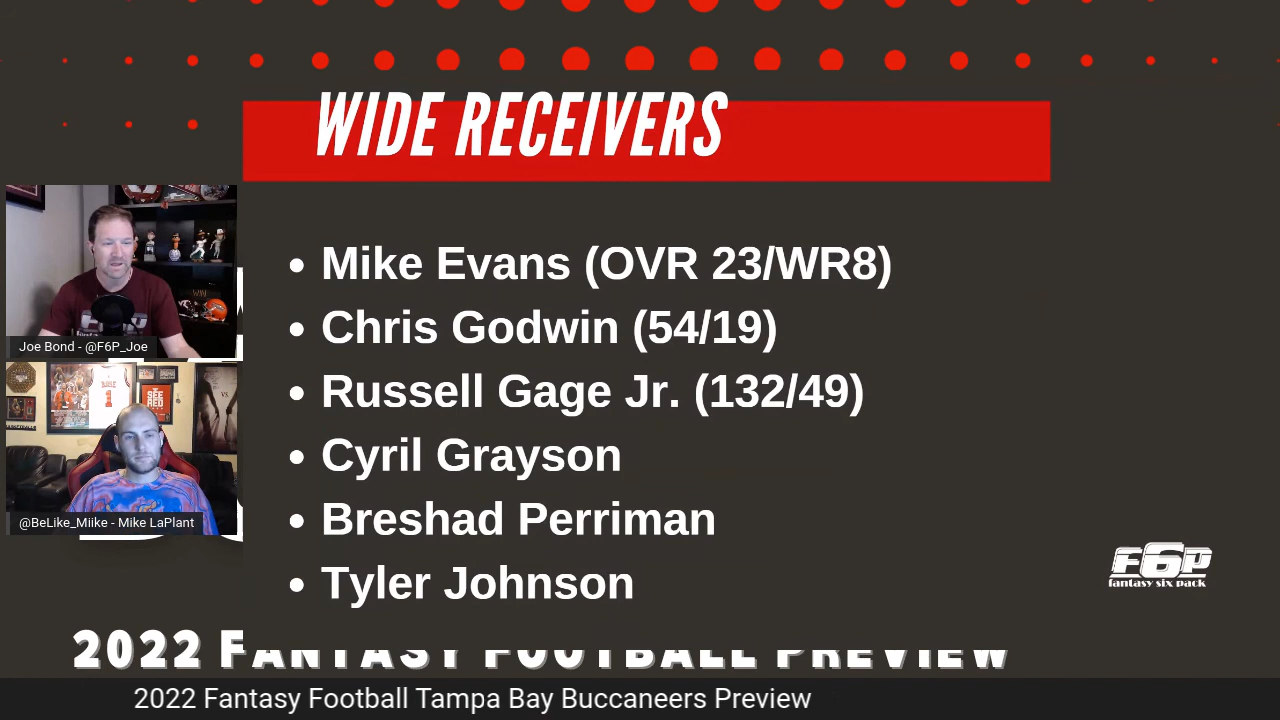 WIDE RECEIVERS
• Mike Evans (OVR 23/WR8)
• Chris Godwin (54/19)
• Russell Gage Jr. (132/49)
• Cyril Grayson
• Breshad Perriman
• Tyler Johnson
Joe Bond - @F6P_Joe
@BeLike_Miike - Mike LaPlant
F6P
fantasy six pack
2022 FANTASY FOOTBALL PREVIEW
2022 Fantasy Football Tampa Bay Buccaneers Preview